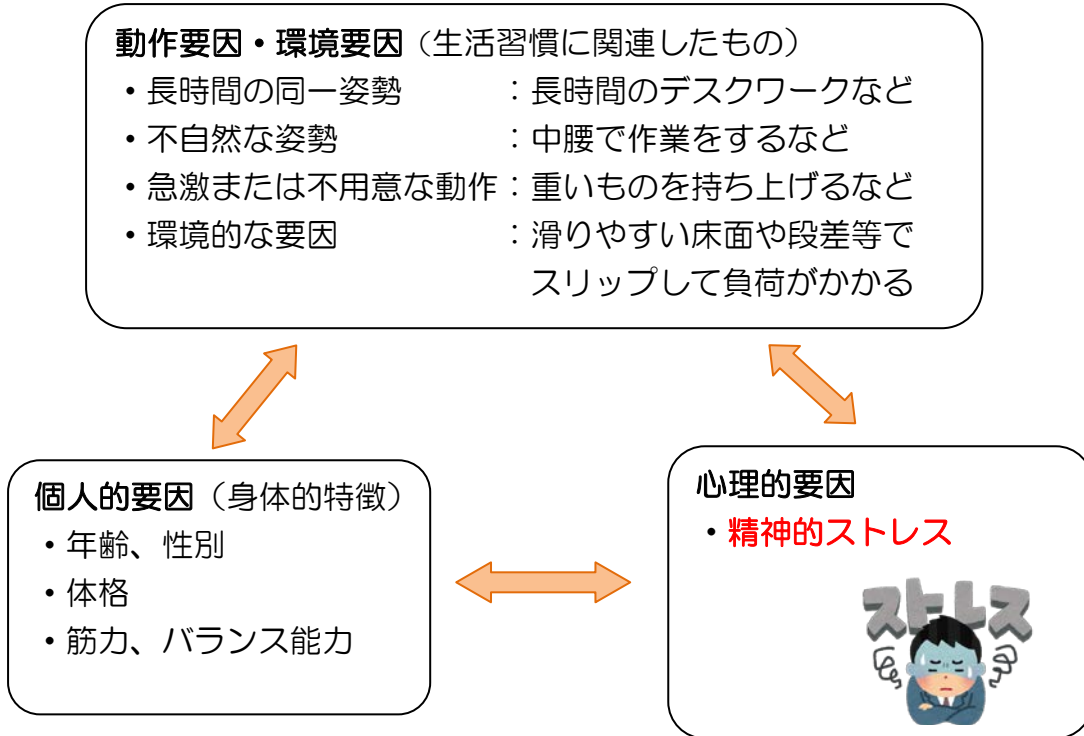 動作要因・環境要因（生活習慣に関連したもの）
・長時間の同一姿勢　　　：長時間のデスクワークなど
・不自然な姿勢　　　　　：中腰で作業をするなど
・急激または不用意な動作：重いものを持ち上げるなど
・環境的な要因　　　　　：滑りやすい床面や段差等で
スリップして負荷がかかる
個人的要因（身体的特徴）
・年齢、性別
・体格
・筋力、バランス能力
心理的要因
・精神的ストレス
ストレス